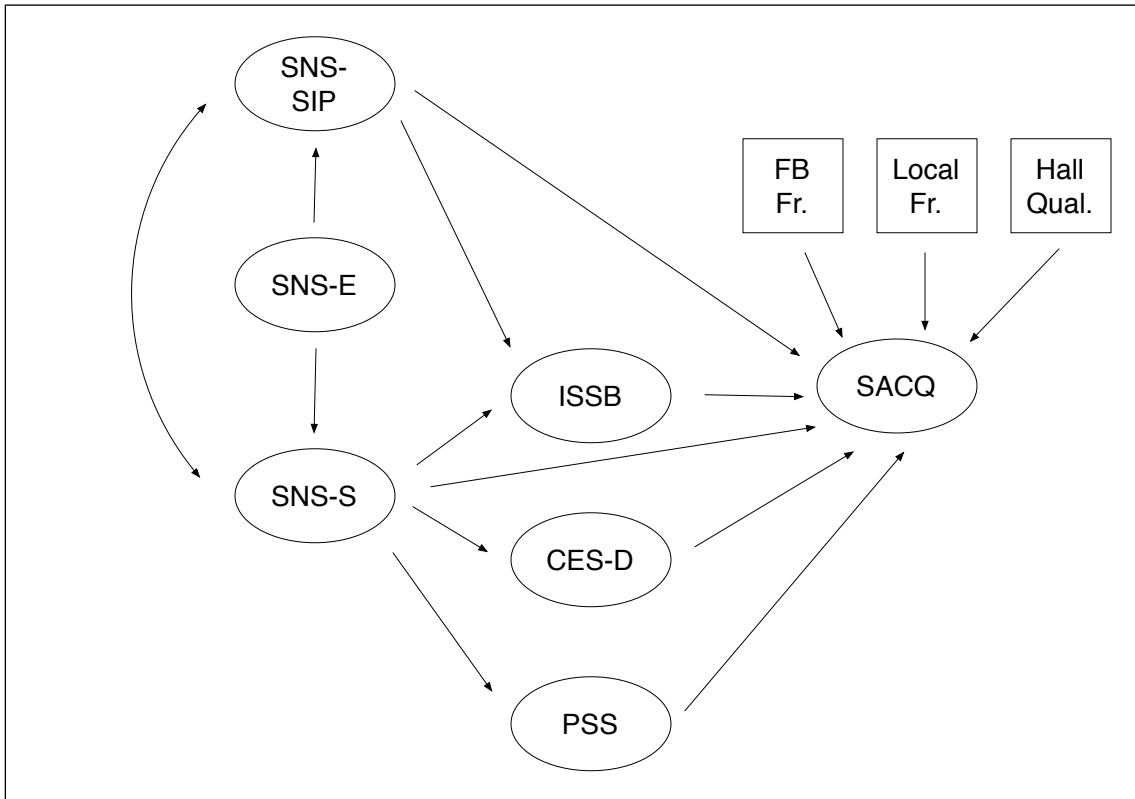 SNS-
SIP
FB
Fr.
Local
Fr.
Hall
Qual.
SNS-E
ISSB
SACQ
SNS-S
CES-D
PSS